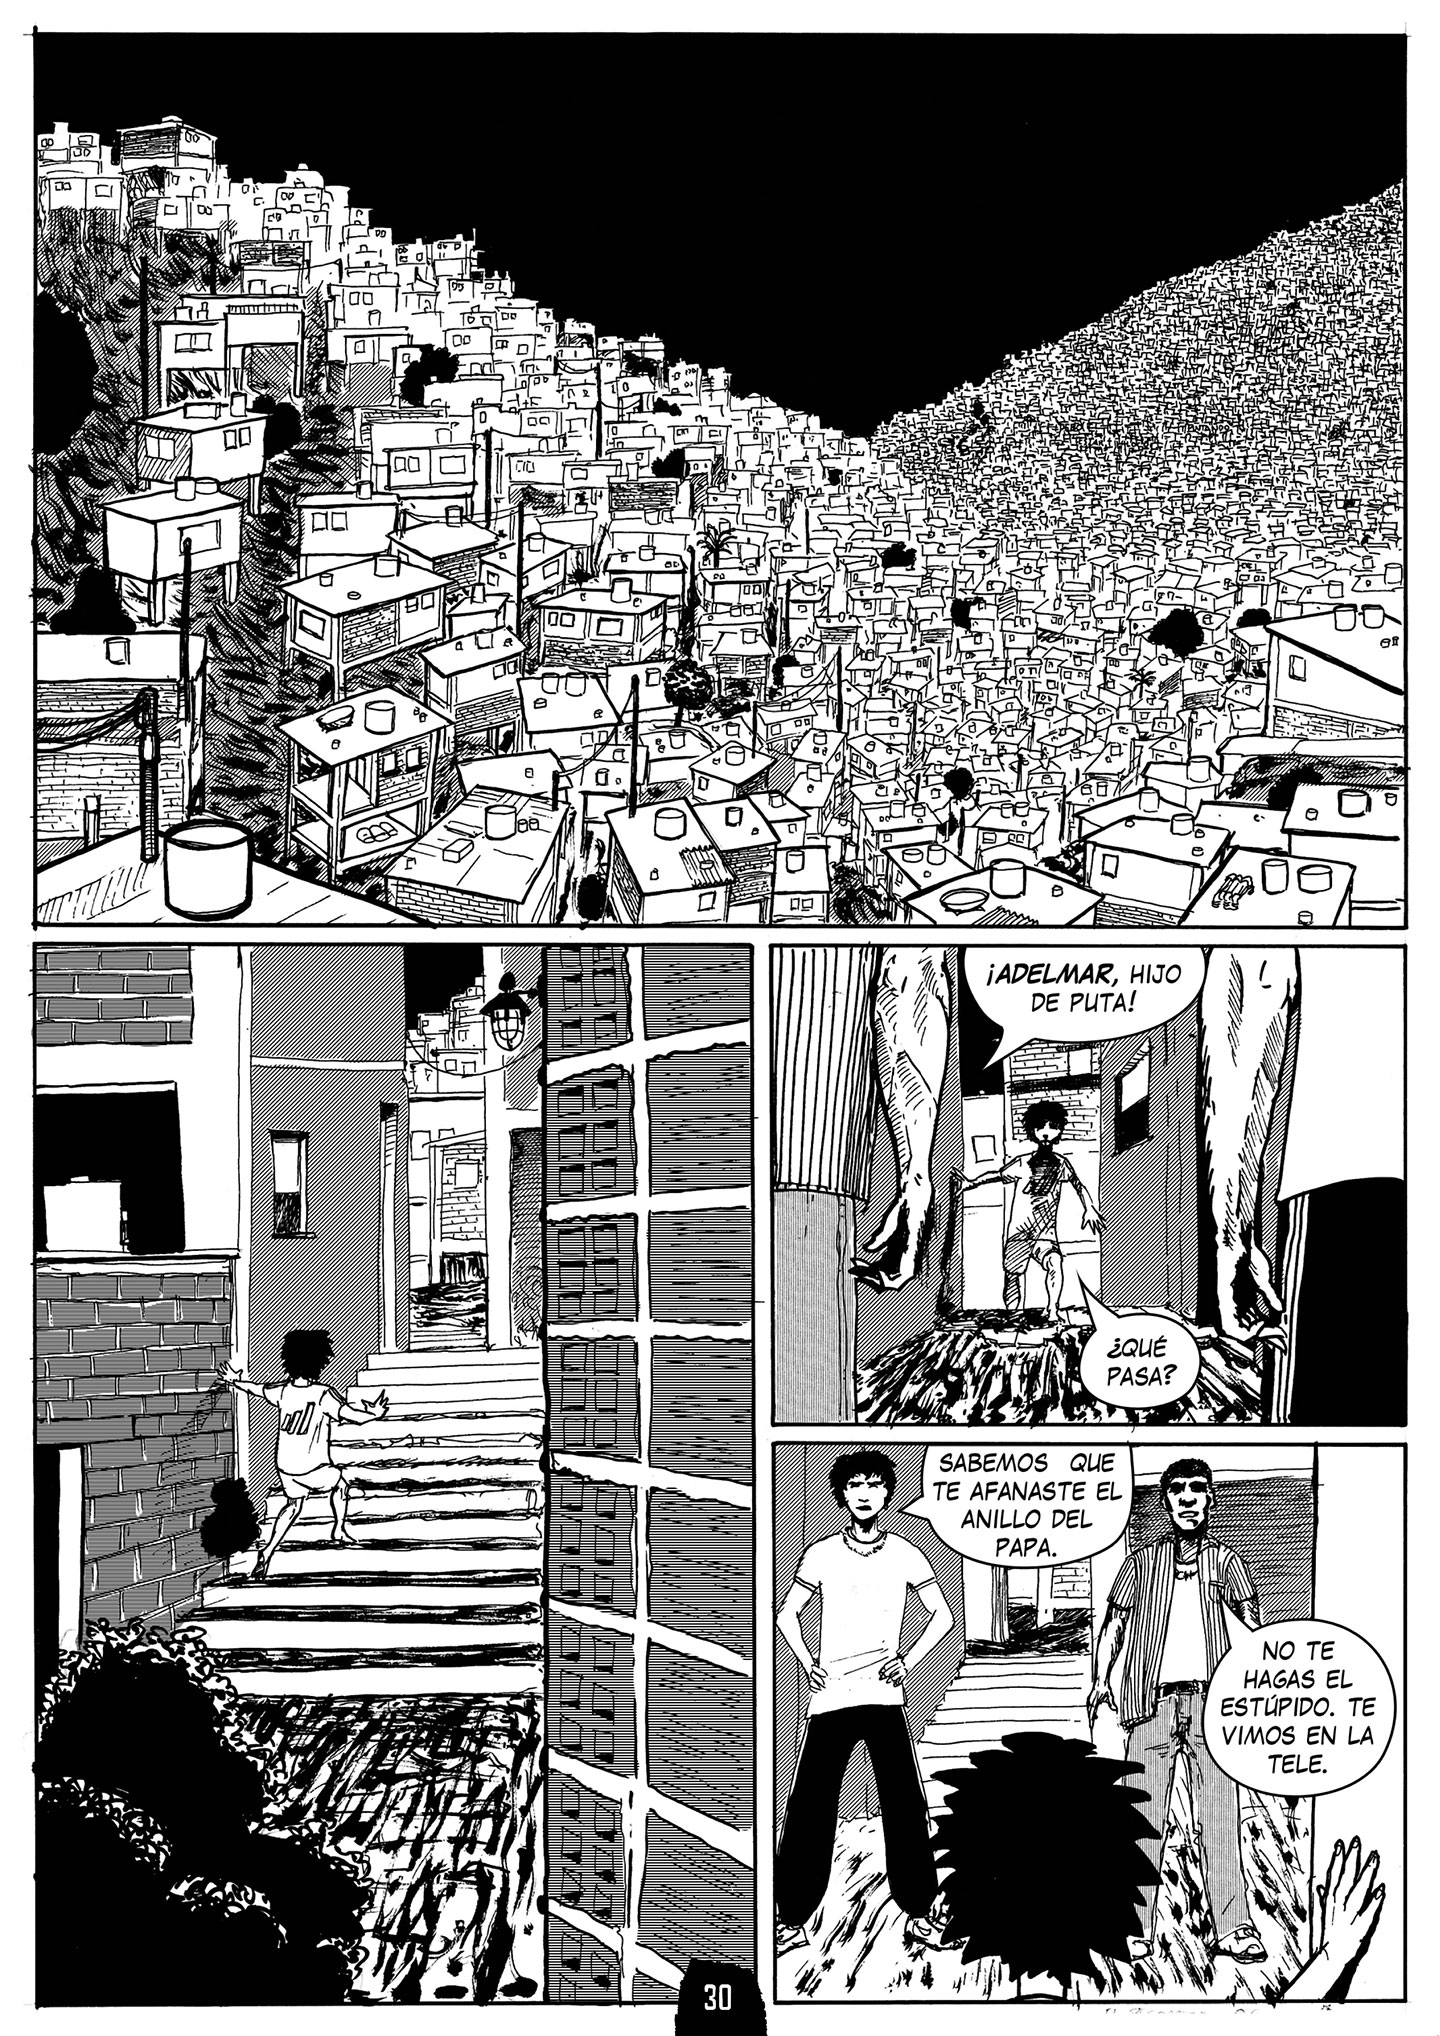 ¡ADELMAR, HIJO
DE PUTA!
¿QUÉ
PASA?
SABEMOS QUE
TE AFANASTE EL
ANILLO DEL
PAPA.
NO TE
HAGAS EL
ESTÚPIDO. TE
VIMOS EN LA
TELE.
30